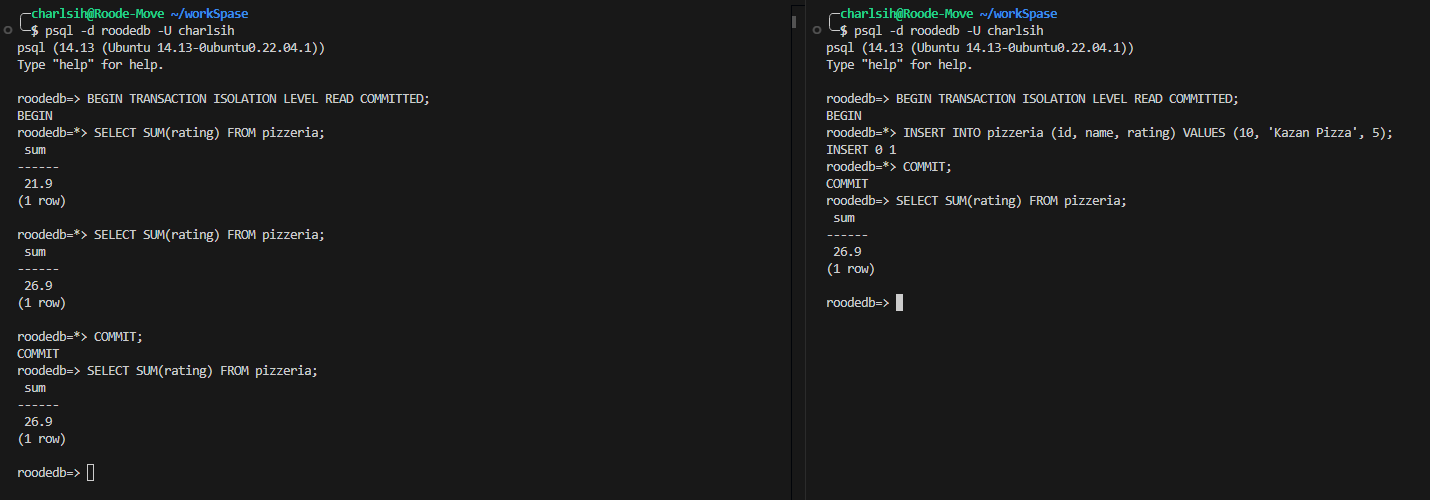 ╭─charlsih@Roode-Move ~/workSpase
╰─$ psql -d roodedb -U charlsih
psql (14.13 (Ubuntu 14.13-0ubuntu0.22.04.1))
Type "help" for help.
roodedb=> BEGIN TRANSACTION ISOLATION LEVEL READ COMMITTED;
BEGIN
roodedb=*> SELECT SUM(rating) FROM pizzeria;
sum
------
21.9
(1 row)
roodedb=*> SELECT SUM(rating) FROM pizzeria;
sum
------
26.9
(1 row)
roodedb=*> COMMIT;
COMMIT
roodedb=> SELECT SUM(rating) FROM pizzeria;
sum
------
26.9
(1 row)
roodedb=>
╭─charlsih@Roode-Move ~/workSpase
╰─$ psql -d roodedb -U charlsih
psql (14.13 (Ubuntu 14.13-0ubuntu0.22.04.1))
Type "help" for help.
roodedb=> BEGIN TRANSACTION ISOLATION LEVEL READ COMMITTED;
BEGIN
roodedb=*> INSERT INTO pizzeria (id, name, rating) VALUES (10, 'Kazan Pizza', 5);
INSERT 0 1
roodedb=*> COMMIT;
COMMIT
roodedb=> SELECT SUM(rating) FROM pizzeria;
sum
------
26.9
(1 row)
roodedb=>